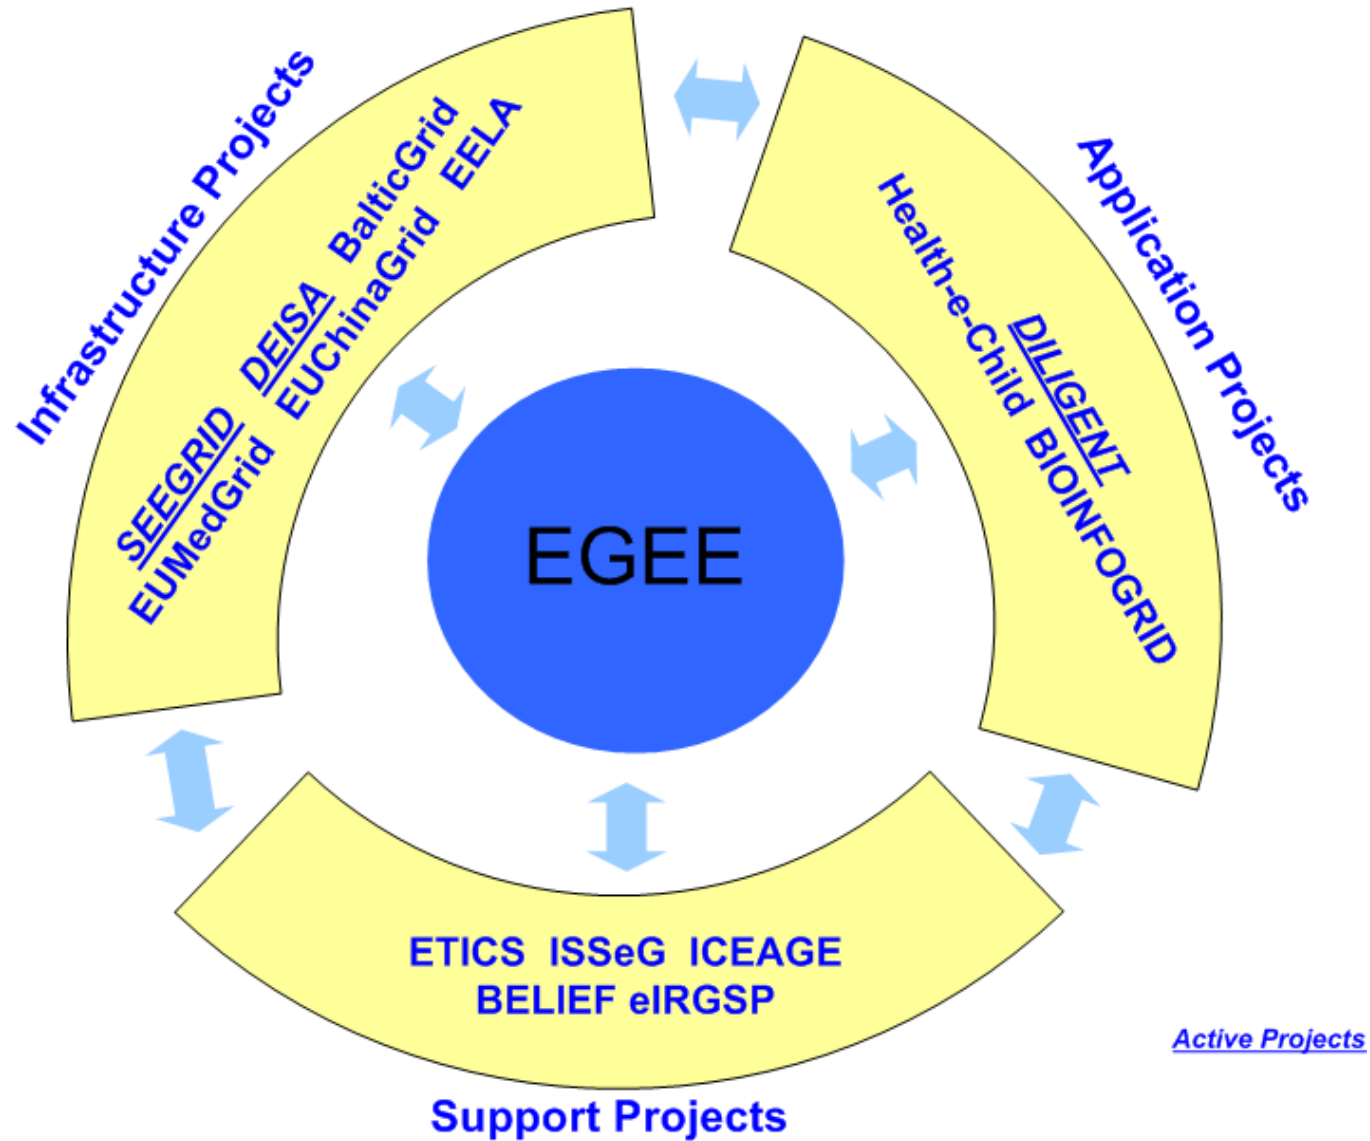 Infrastructure Projects
SEEGRID DEISA BalticGrid
EUMedGrid EUChinaGrid EELA
Application Projects
DILIGENT
Health-e-Child BIOINFOGRID
EGEE
ETICS ISSeG ICEAGE
BELIEF eIRGSP
Support Projects
Active Projects